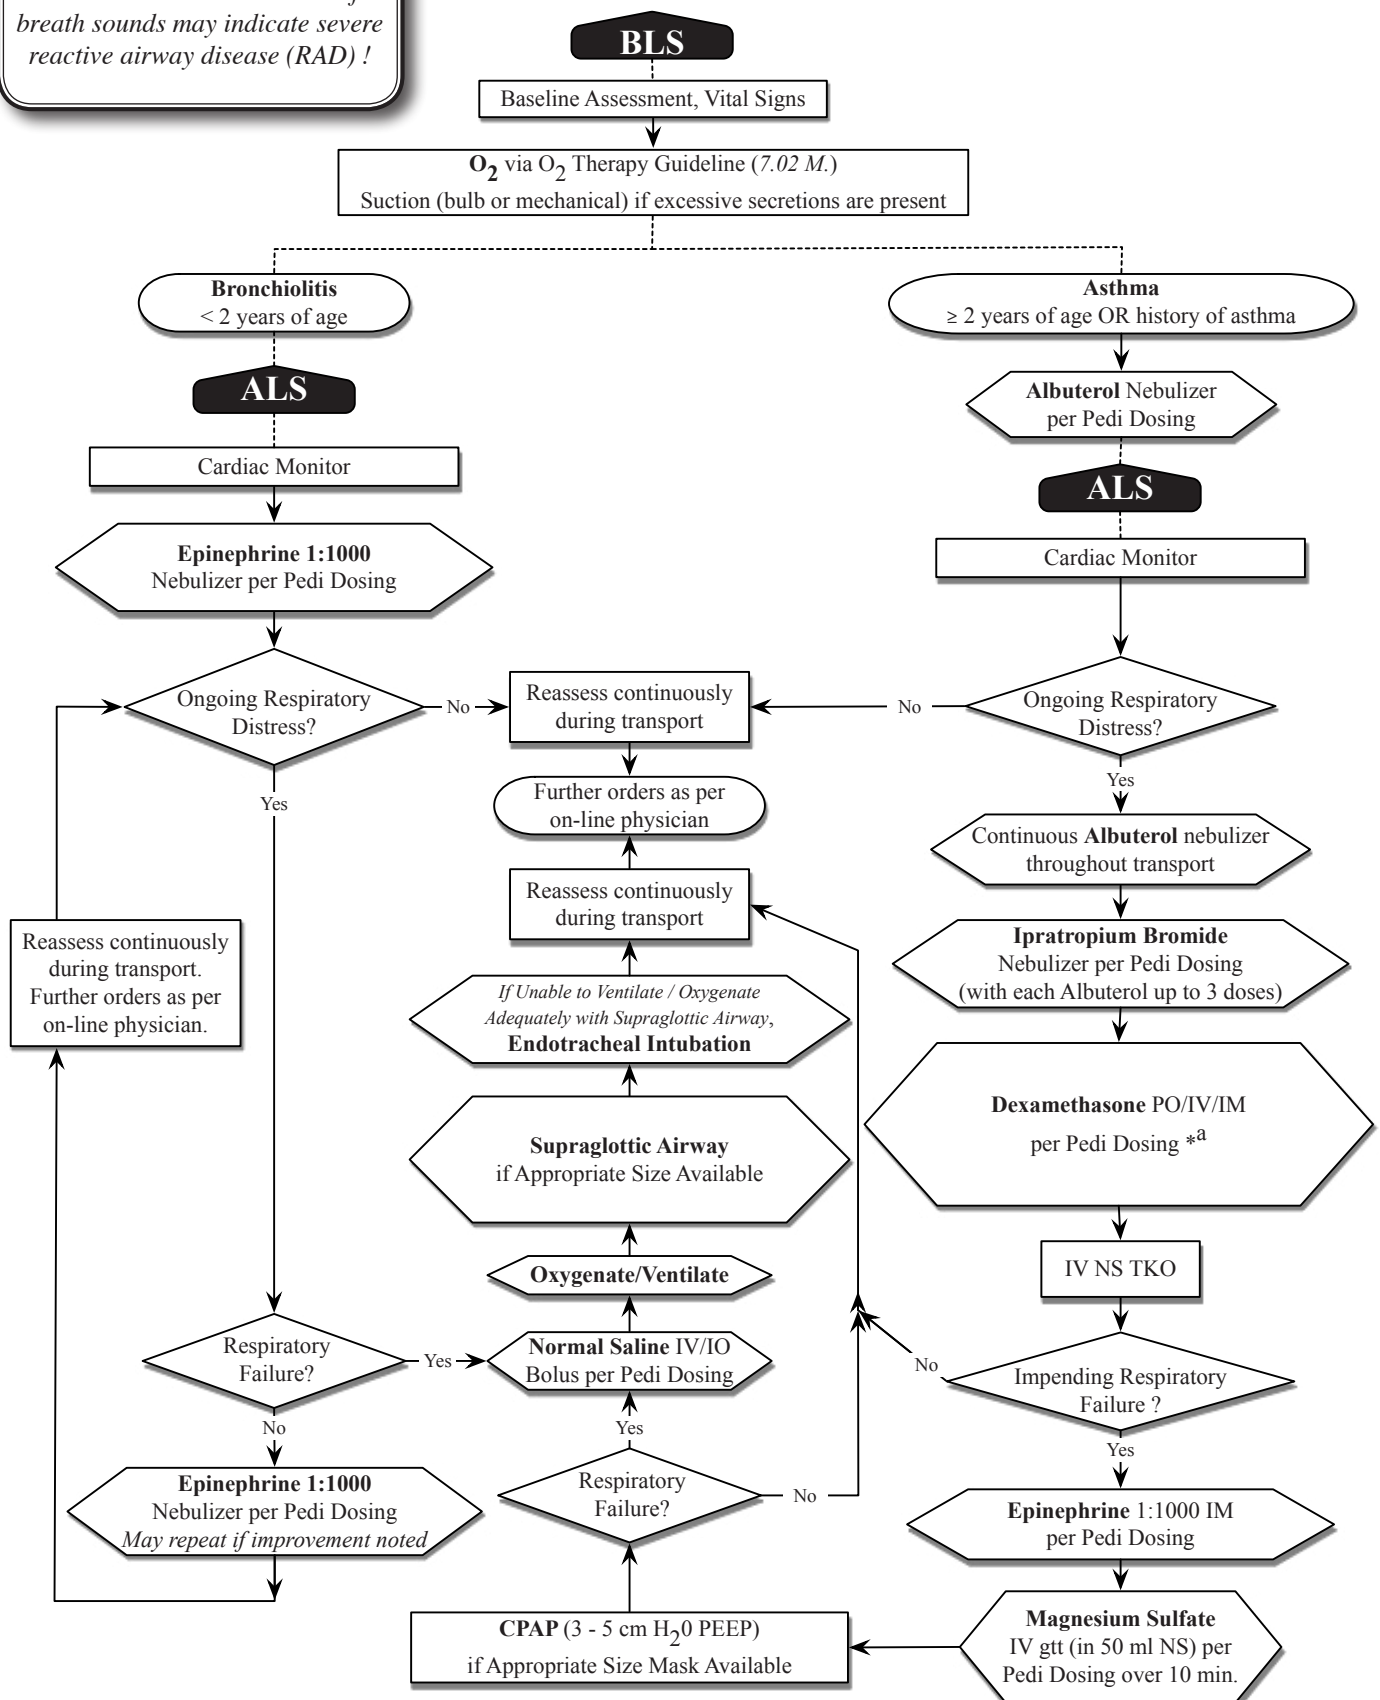 breath sounds may indicate severe
reactive airway disease (RAD) !
BLS
Baseline Assessment, Vital Signs
O2 via O2 Therapy Guideline (7.02 M.)
Suction (bulb or mechanical) if excessive secretions are present
Bronchiolitis
< 2 years of age
ALS
Cardiac Monitor
Epinephrine 1:1000
Nebulizer per Pedi Dosing
Ongoing Respiratory
Distress?
No
Yes
Reassess continuously
during transport.
Further orders as per
on-line physician.
Respiratory
Failure?
Yes
No
Epinephrine 1:1000
Nebulizer per Pedi Dosing
May repeat if improvement noted
Reassess continuously
during transport
Further orders as per
on-line physician
Reassess continuously
during transport
If Unable to Ventilate / Oxygenate
Adequately with Supraglottic Airway,
Endotracheal Intubation
Supraglottic Airway
if Appropriate Size Available
Oxygenate/Ventilate
Normal Saline IV/IO
Bolus per Pedi Dosing
Yes
Respiratory
Failure?
No
CPAP (3 - 5 cm H20 PEEP)
if Appropriate Size Mask Available
Asthma
≥ 2 years of age OR history of asthma
Albuterol Nebulizer
per Pedi Dosing
ALS
Cardiac Monitor
Ongoing Respiratory
Distress?
No
Yes
Continuous Albuterol nebulizer
throughout transport
Ipratropium Bromide
Nebulizer per Pedi Dosing
(with each Albuterol up to 3 doses)
Dexamethasone PO/IV/IM
per Pedi Dosing *a
IV NS TKO
Impending Respiratory
Failure ?
No
Yes
Epinephrine 1:1000 IM
per Pedi Dosing
Magnesium Sulfate
IV gtt (in 50 ml NS) per
Pedi Dosing over 10 min.